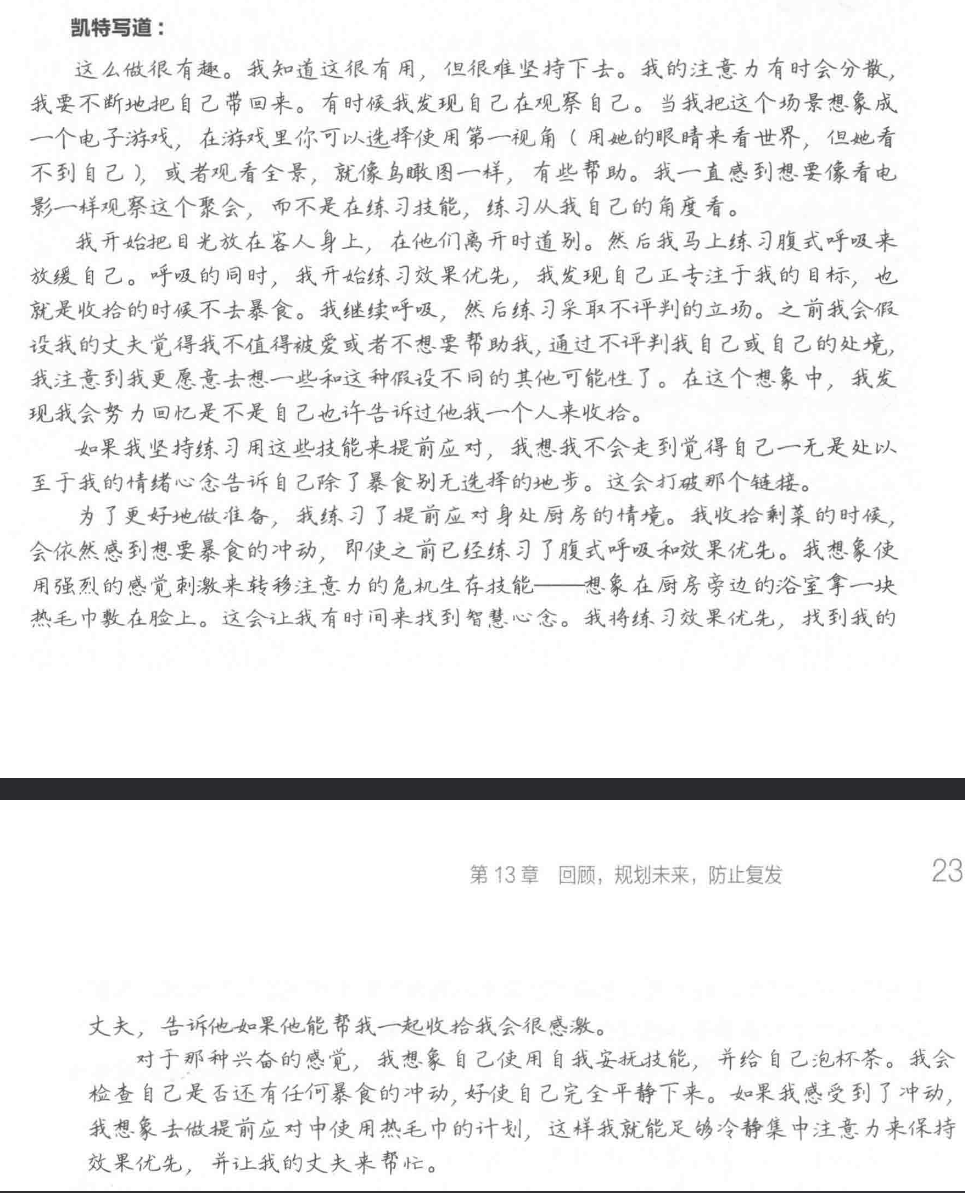 凯特写道：
这么做很有趣。我知道这很有用，但很难坚持下去。我的注意力有时会分散，
我要不断地把自己带回来。有时候我发现自己在观察自己。当我把这个场景想象成
一个电子游戏，在游戏里你可以选择使用第一视角（用她的眼睛来看世界，但她看
不到自己），或者观看全景，就像鸟瞰图一样，有些帮助。我一直感到想要像看电
影一样观察这个聚会，而不是在练习技能，练习从我自己的角度看。
我开始把目光放在客人身上，在他们离开时道别。然后我马上练习腹式呼吸来
放缓自己。呼吸的同时，我开始练习效果优先，我发现自己正专注于我的目标，也
就是收拾的时候不去暴食。我继续呼吸，然后练习采取不评判的立场。之前我会假
设我的丈夫觉得我不值得被爱或者不想要帮助我，通过不评判我自己或自己的处境，
我注意到我更愿意去想一些和这种假设不同的其他可能性了。在这个想象中，我发
现我会努力回忆是不是自己也许告诉过他我一个人来收拾。
如果我坚持练习用这些技能来提前应对，我想我不会走到觉得自己一无是处以
至于我的情绪心念告诉自己除了暴食别无选择的地步。这会打破那个链接。
为了更好地做准备，我练习了提前应对身处厨房的情境。我收拾剩菜的时候，
会依然感到想要暴食的冲动，即使之前已经练习了腹式呼吸和效果优先。我想象使
用强烈的感觉刺激来转移注意力的危机生存技能——想象在厨房旁边的浴室拿一块
热毛巾敷在脸上。这会让我有时间来找到智慧心念。我将练习效果优先，找到我的
第 13 章 回顾，规划未来，防止复发 23
丈夫，告诉他如果他能帮我一起收拾我会很感激。
对于那种兴奋的感觉，我想象自己使用自我安抚技能，并给自己泡杯茶。我会
检查自己是否还有任何暴食的冲动，好使自己完全平静下来。如果我感受到了冲动，
我想象去做提前应对中使用热毛巾的计划，这样我就能足够冷静集中注意力来保持
效果优先，并让我的丈夫来帮忙。